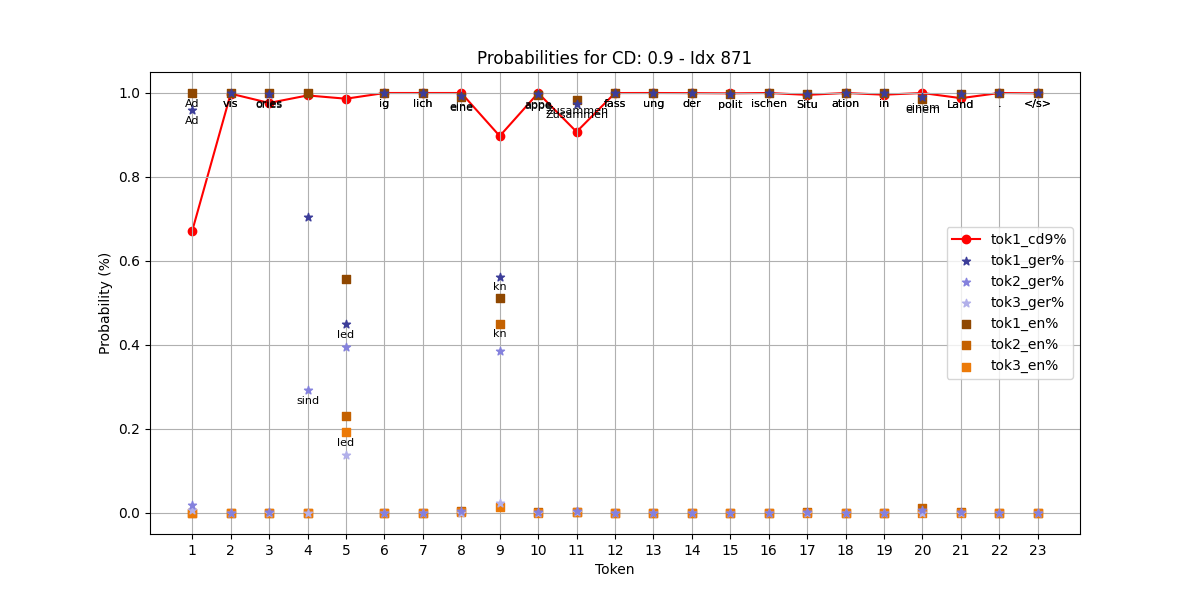 Probabilities for CD: 0.9 - Idx 871
Probability (%)
1.0
0.8
0.6
0.4
0.2
0.0
Ad
Ad
vis
sind
led
led
ig
lich
eine
kn
kn
appe
Zusammen
fass
ung
der
polit
ischen
Situ
ation
in
einem
Land
.
</s>
tok1_cd9%
tok1_ger%
tok2_ger%
tok3_ger%
tok1_en%
tok2_en%
tok3_en%
1 2 3 4 5 6 7 8 9 10 11 12 13 14 15 16 17 18 19 20 21 22 23
Token